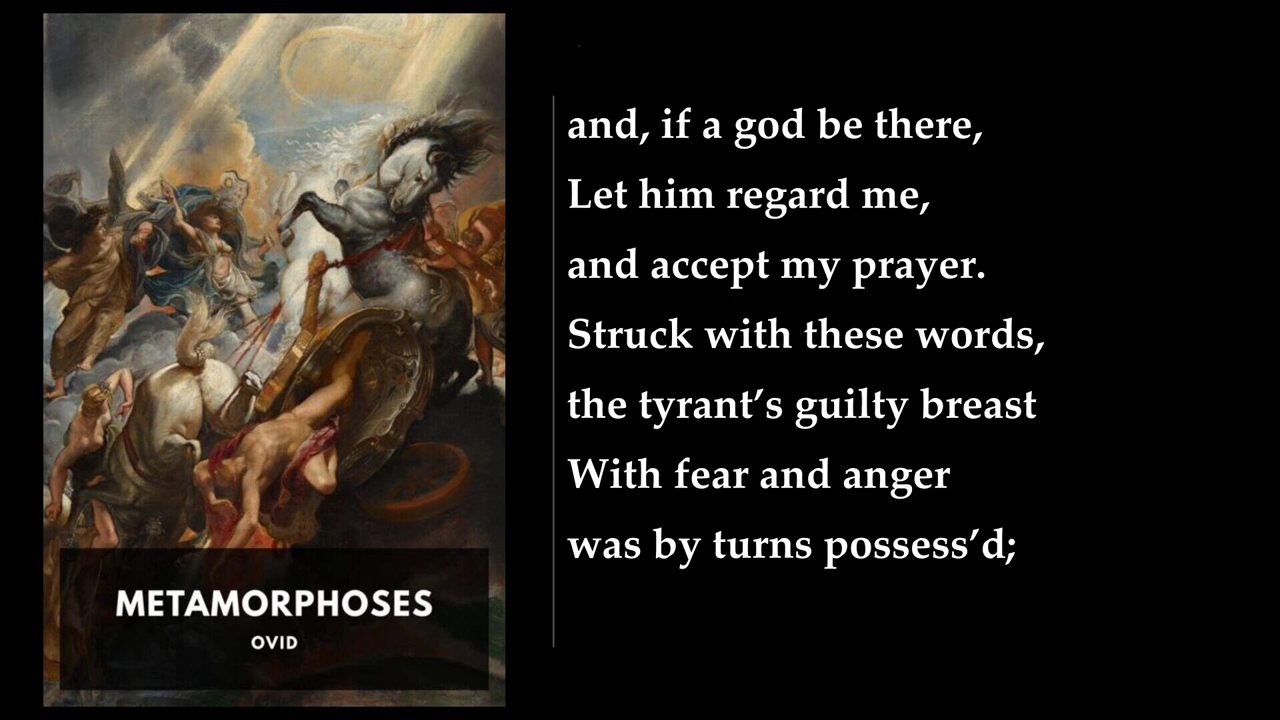 METAMORPHOSES
OVID
and, if a god be there,
Let him regard me,
and accept my prayer.
Struck with these words,
the tyrant’s guilty breast
With fear and anger
was by turns possess’d;